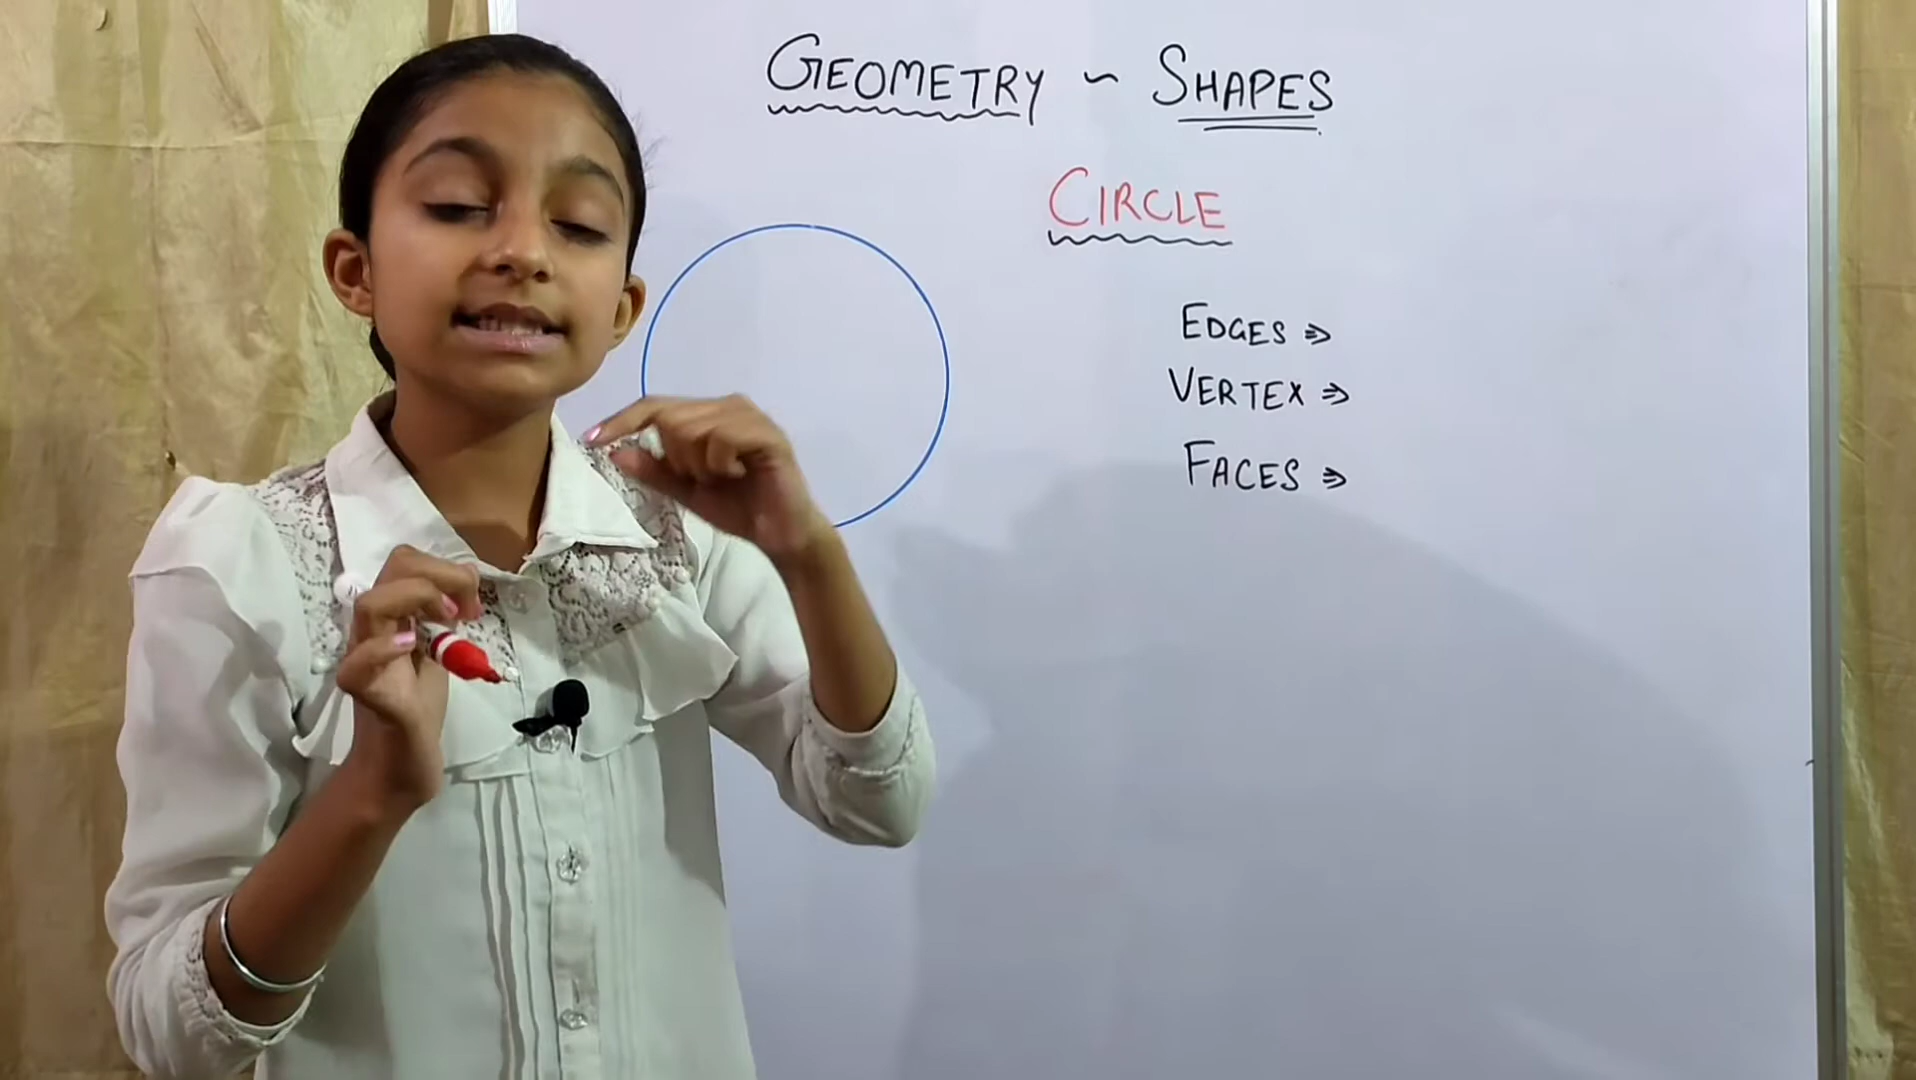 GEOMETRY ~ SHAPES
CIRCLE
EDGES ⇒
VERTEX ⇒
FACES ⇒